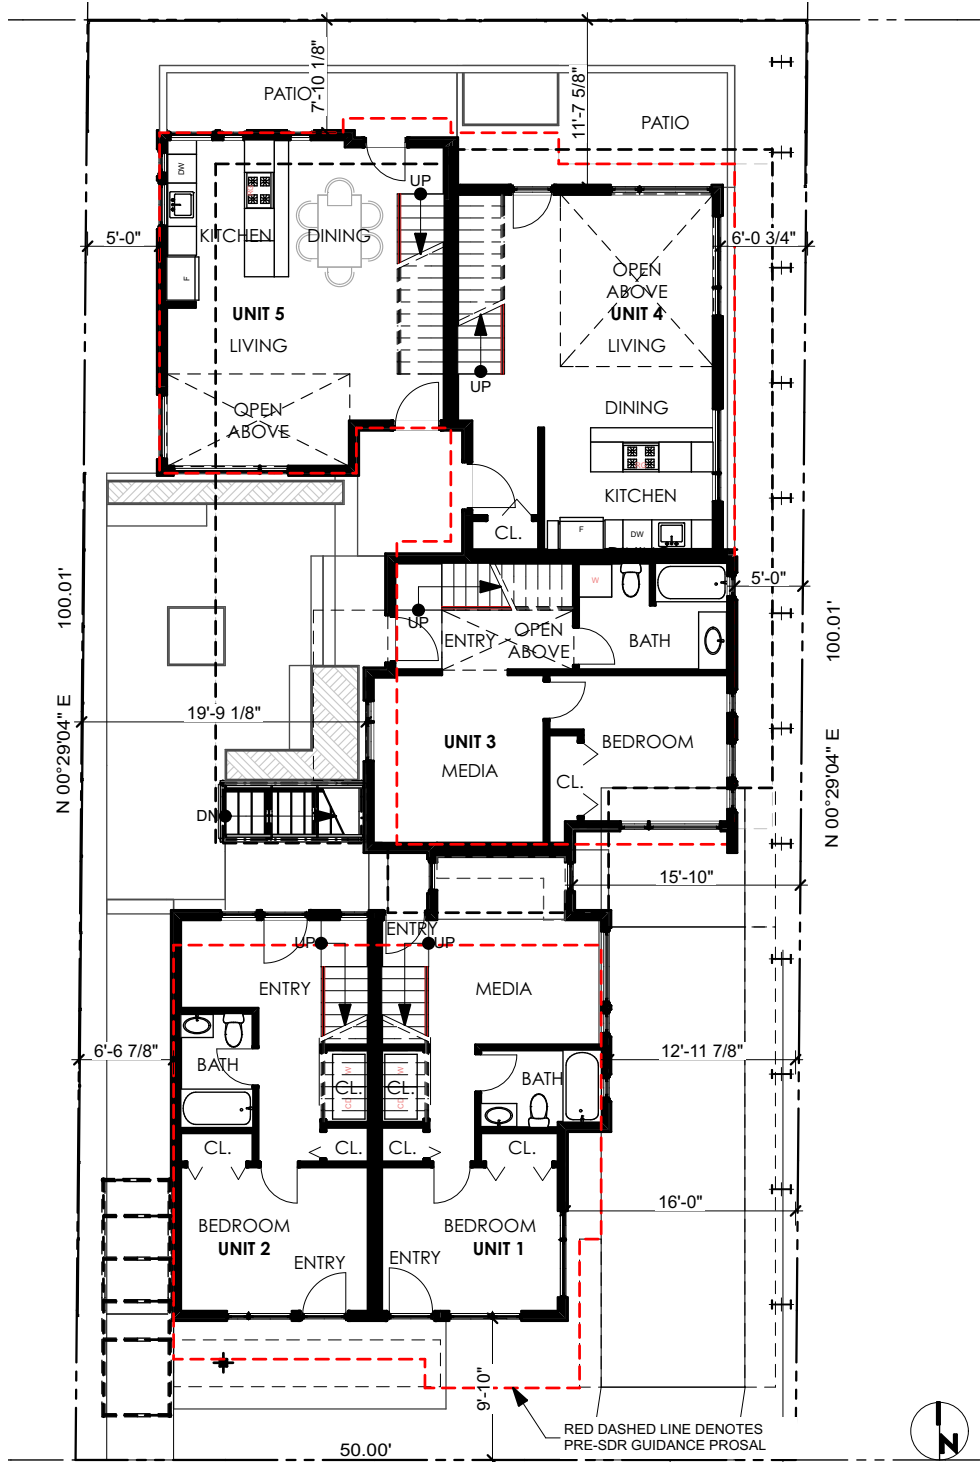 7'-10 1/8"
11'-7 5/8"
PATIO
PATIO
DW
UP
5'-0"
KITCHEN
DINING
6'-0 3/4"
F
OPEN
ABOVE
UNIT 5
UNIT 4
LIVING
LIVING
UP
OPEN
ABOVE
DINING
KITCHEN
CL.
F
DW
W
5'-0"
UP
ENTRY
OPEN
ABOVE
BATH
100.01'
N 00°29'04" E
100.01'
N 00°29'04" E
19'-9 1/8"
UNIT 3
MEDIA
BEDROOM
CL.
DN
15'-10"
ENTRY
UP
UP
ENTRY
MEDIA
6'-6 7/8"
12'-11 7/8"
BATH
W
CL.
CD
W
CL.
CD
BATH
CL.
CL.
CL.
CL.
16'-0"
BEDROOM
UNIT 2
BEDROOM
UNIT 1
ENTRY
ENTRY
9'-10"
RED DASHED LINE DENOTES
PRE-SDR GUIDANCE PROSAL
50.00'
N